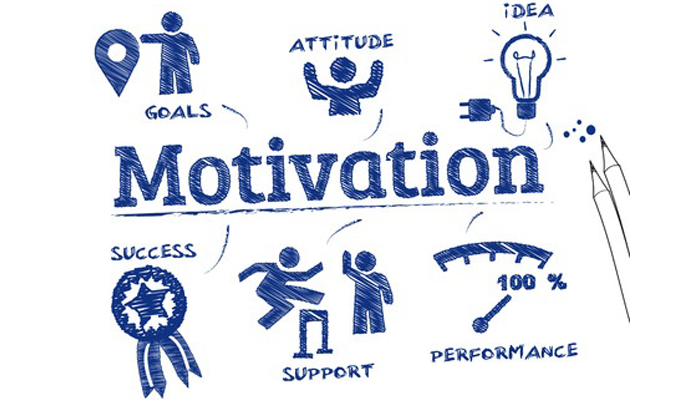 IDEA
ATTITUDE
GOALS
Motivation
SUCCESS
100 %
SUPPORT
PERFORMANCE